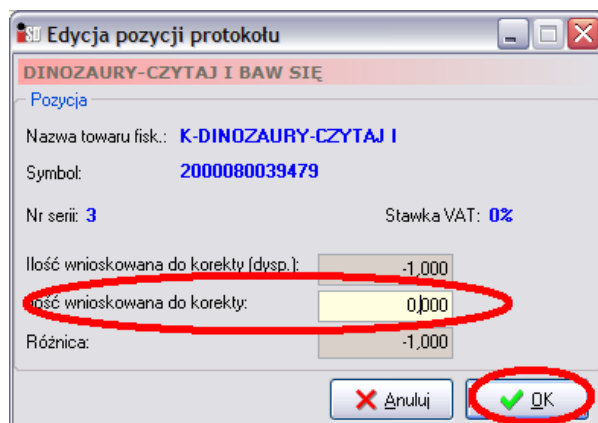 iSD Edycja pozycji protokołu
DINOZAURY-CZYTAJ I BAW SIĘ
Pozycja
Nazwa towaru fisk.: K-DINOZAURY-CZYTAJ I
Symbol: 2000080039479
Nr serii: 3 Stawka VAT: 0%
Ilość wnioskowana do korekty (dysp.): -1,000
Ilość wnioskowana do korekty: 0,000
Różnica: -1,000
Anuluj OK